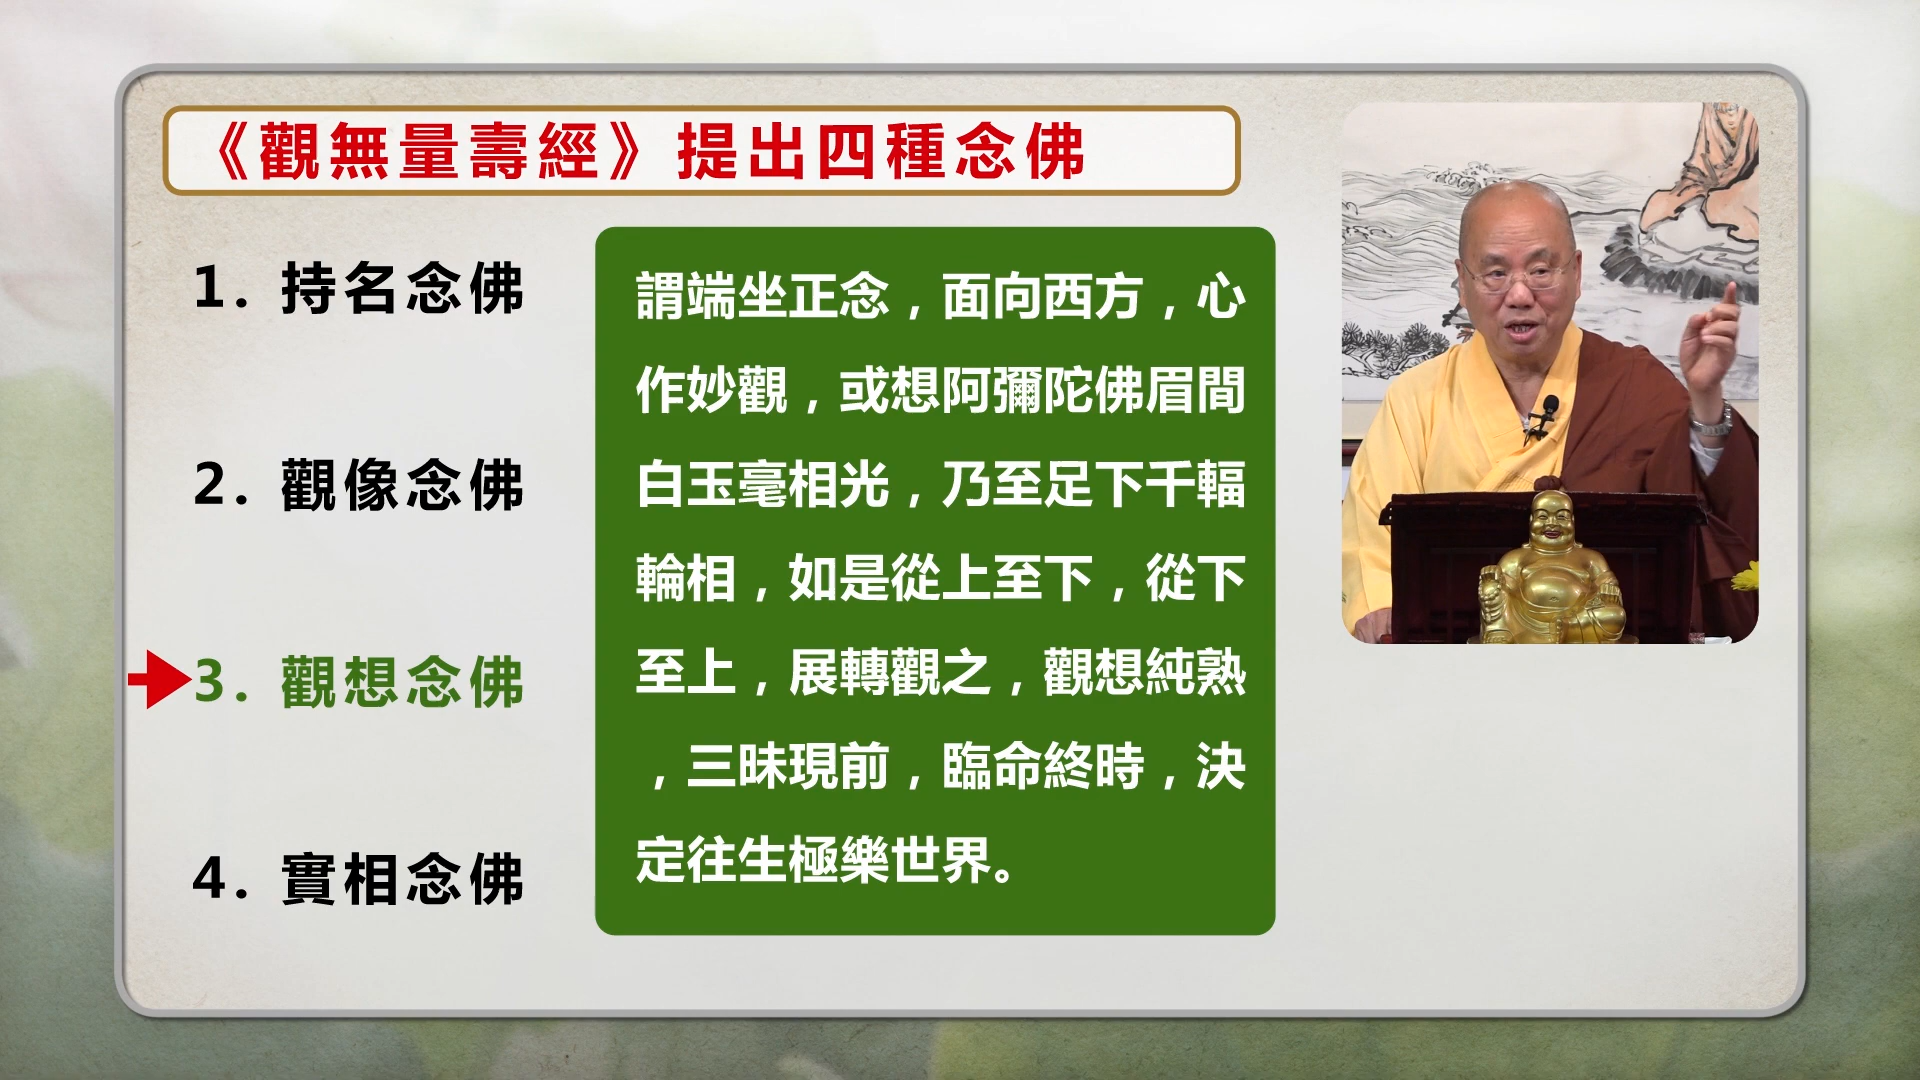 《觀無量壽經》提出四種念佛
1. 持名念佛
2. 觀像念佛
3. 觀想念佛
4. 實相念佛
謂端坐正念，面向西方，心
作妙觀，或想阿彌陀佛眉間
白玉毫相光，乃至足下千輻
輪相，如是從上至下，從下
至上，展轉觀之，觀想純熟
，三昧現前，臨命終時，決
定往生極樂世界。